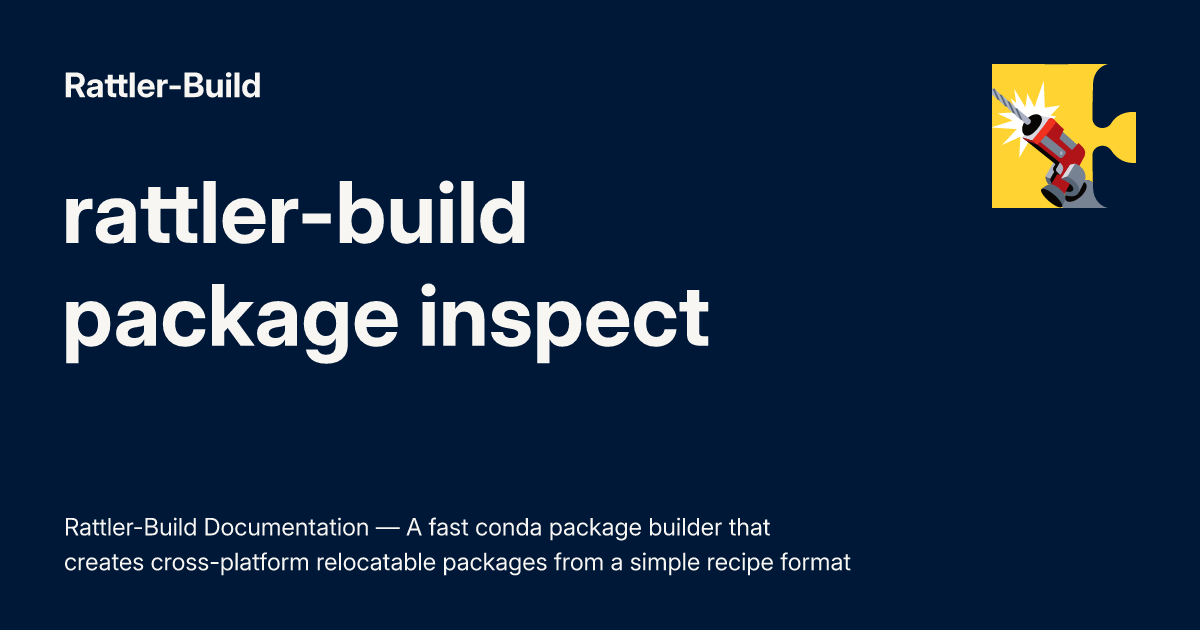 Rattler-Build
rattler-build
package inspect
Rattler-Build Documentation — A fast conda package builder that
creates cross-platform relocatable packages from a simple recipe format